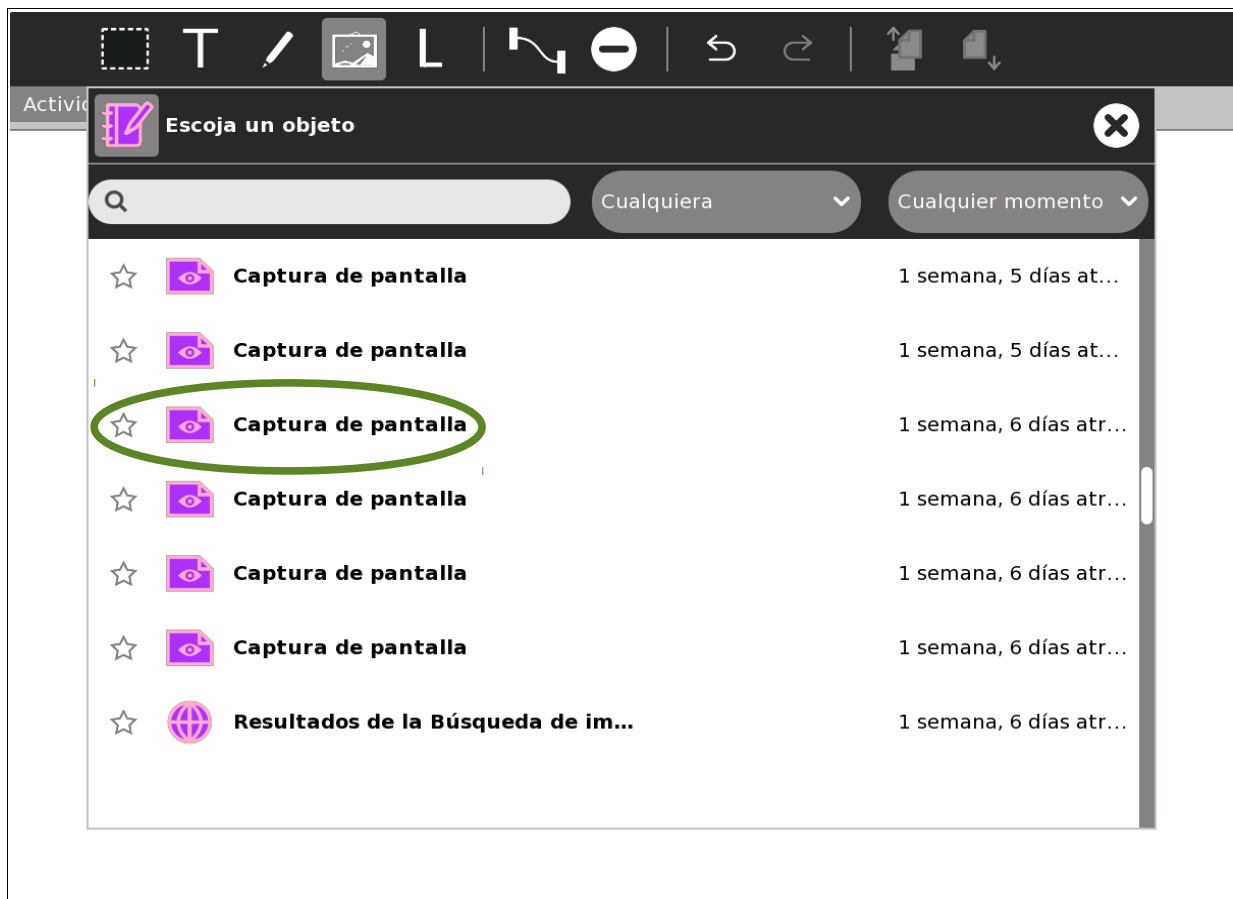 T
L
Activid
Escoja un objeto
Cualquiera
Cualquier momento
Captura de pantalla 1 semana, 5 días at...
Captura de pantalla 1 semana, 5 días at...
Captura de pantalla 1 semana, 6 días atr...
Captura de pantalla 1 semana, 6 días atr...
Captura de pantalla 1 semana, 6 días atr...
Captura de pantalla 1 semana, 6 días atr...
Resultados de la Búsqueda de im... 1 semana, 6 días atr...